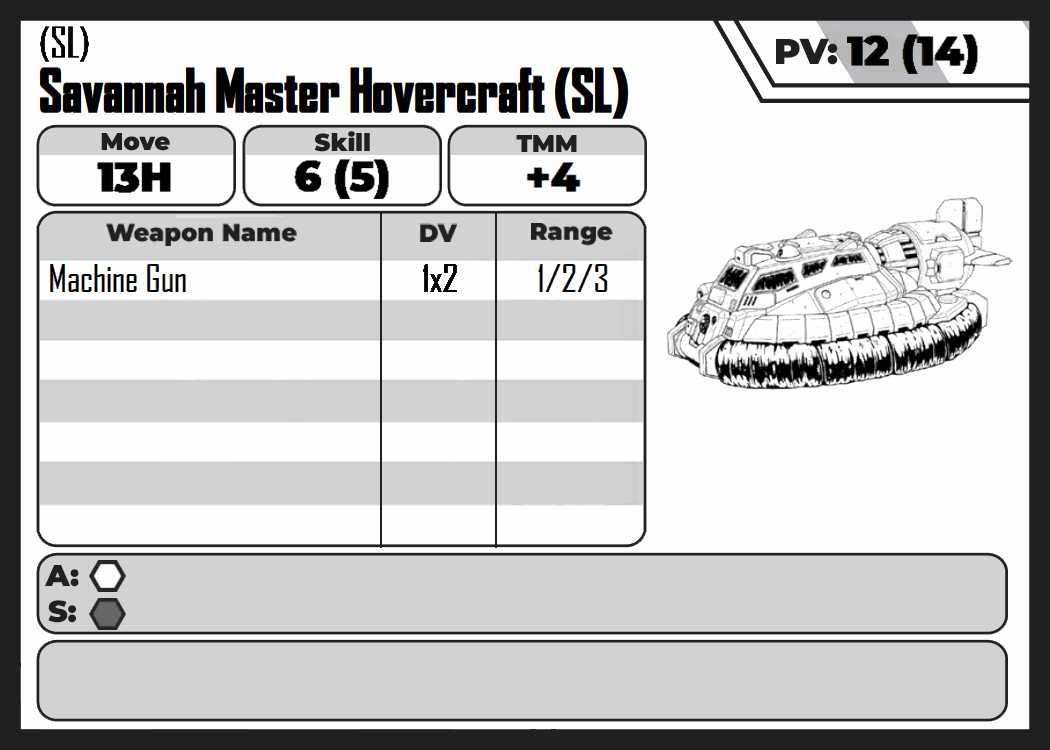 (SL)
PV: 12 (14)
Savannah Master Hovercraft (SL)
Move Skill TMM
13H 6 (5) +4
Weapon Name DV Range
Machine Gun 1x2 1/2/3
A:
S: